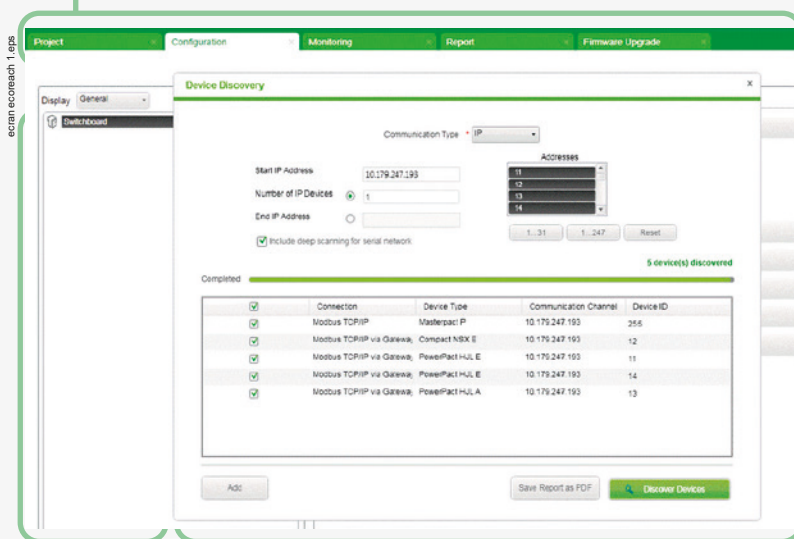 ecran ecoreach 1.eps
Project Configuration Monitoring Report Firmware Upgrade
Display General
Switchboard
Device Discovery x
Communication Type * IP
Start IP Address 10.179.247.193
Number of IP Devices 1
End IP Address
Include deep scanning for serial network
Addresses
11
12
13
14
1...31 1...247 Reset
5 device(s) discovered
Completed
Connection Device Type Communication Channel Device ID
Modbus TCP/IP Masterpact P 10.179.247.193 255
Modbus TCP/IP via Gateway Compact NSX E 10.179.247.193 12
Modbus TCP/IP via Gateway PowerPact HJL E 10.179.247.193 11
Modbus TCP/IP via Gateway PowerPact HJL E 10.179.247.193 14
Modbus TCP/IP via Gateway PowerPact HJL A 10.179.247.193 13
Add Save Report as PDF Discover Devices